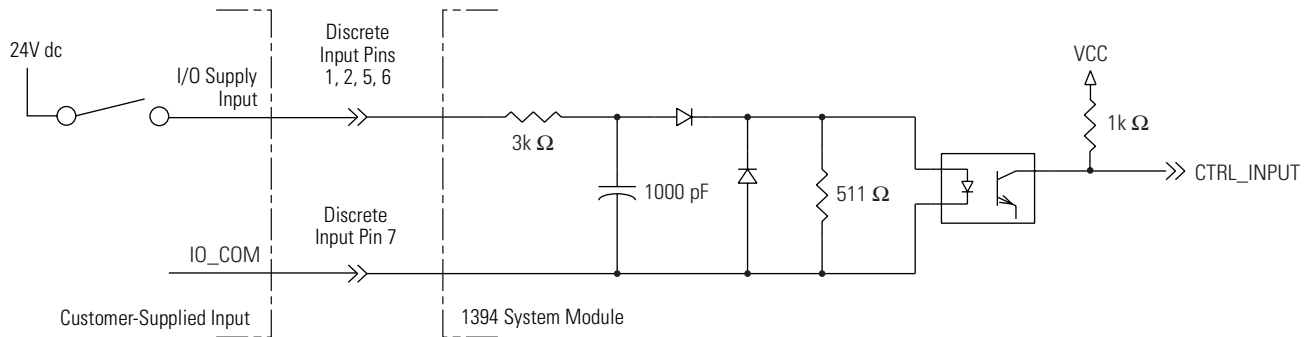 24V dc
I/O Supply
Input
Discrete
Input Pins
1, 2, 5, 6
3k Ω
1000 pF
511 Ω
VCC
1k Ω
CTRL_INPUT
Discrete
Input Pin 7
IO_COM
Customer-Supplied Input
1394 System Module